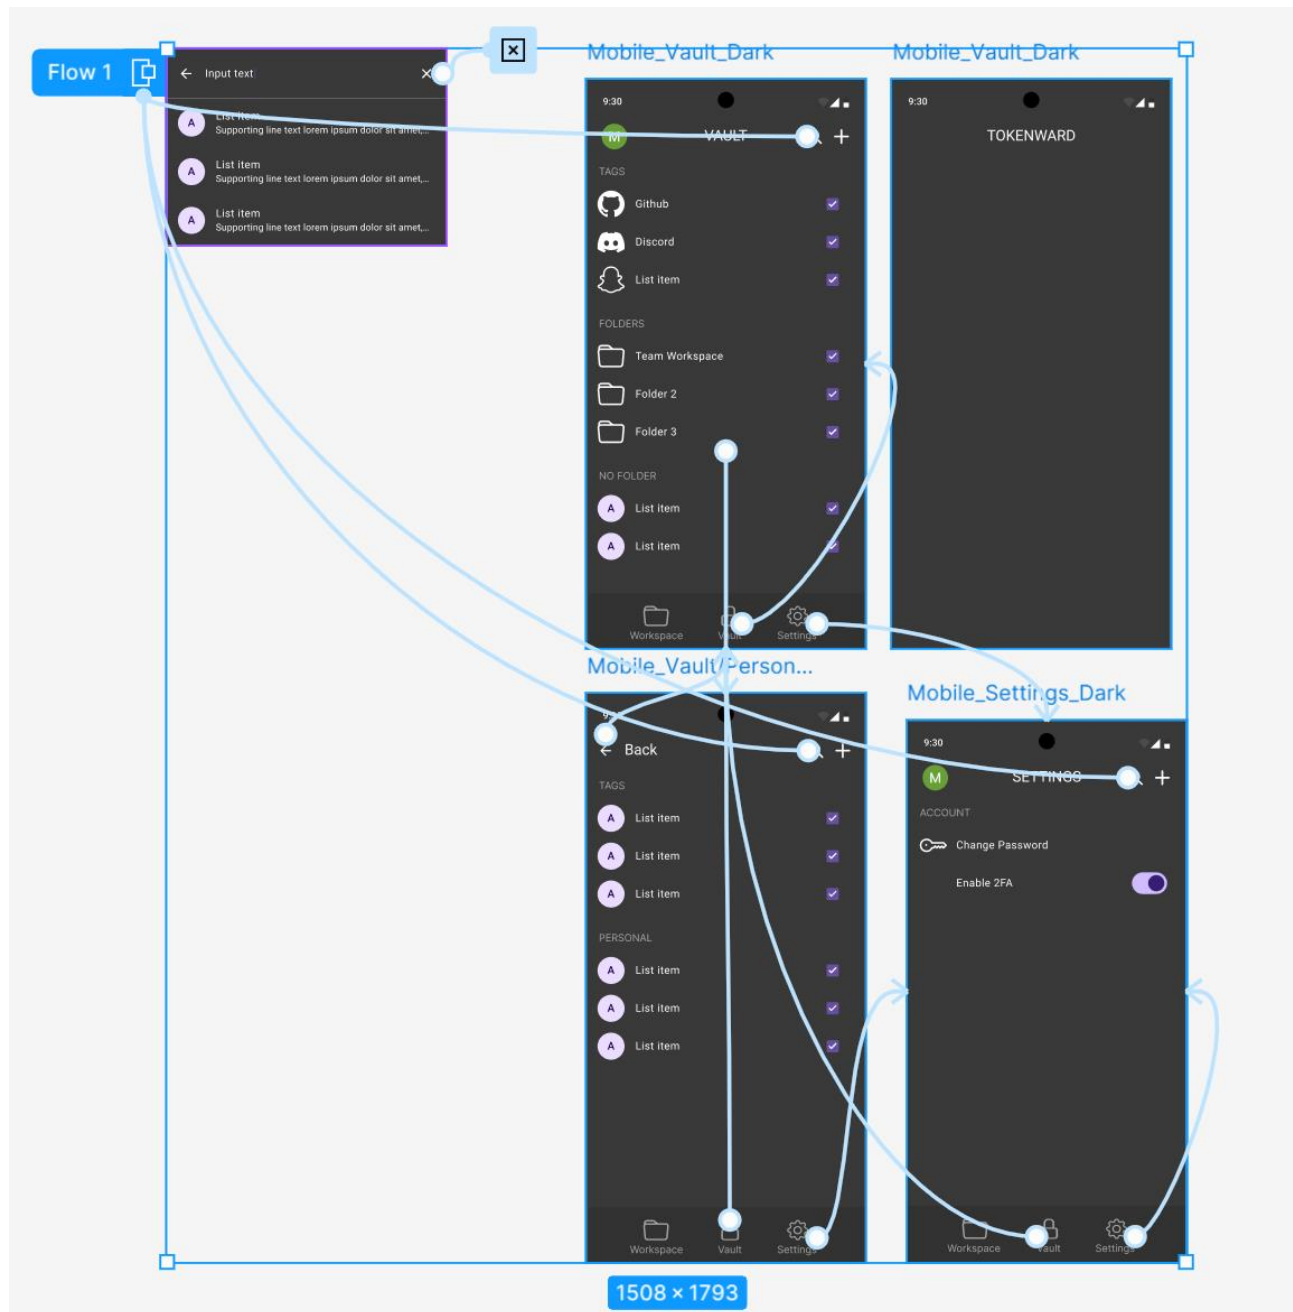 Flow 1
Input text
List item
Supporting line text lorem ipsum dolor sit amet,...
A
List item
Supporting line text lorem ipsum dolor sit amet,...
A
List item
Supporting line text lorem ipsum dolor sit amet,...
A
Mobile_Vault_Dark
9:30
M
VAULT
TAGS
Github
Discord
List item
FOLDERS
Team Workspace
Folder 2
Folder 3
NO FOLDER
A
List item
A
List item
Workspace
Vault
Settings
Mobile_Vault_Dark
9:30
TOKENWARD
Mobile_Vault/Person...
Back
TAGS
A
List item
A
List item
A
List item
PERSONAL
A
List item
A
List item
A
List item
Workspace
Vault
Settings
Mobile_Settings_Dark
9:30
M
SETTINGS
ACCOUNT
Change Password
Enable 2FA
Workspace
Vault
Settings
1508 × 1793